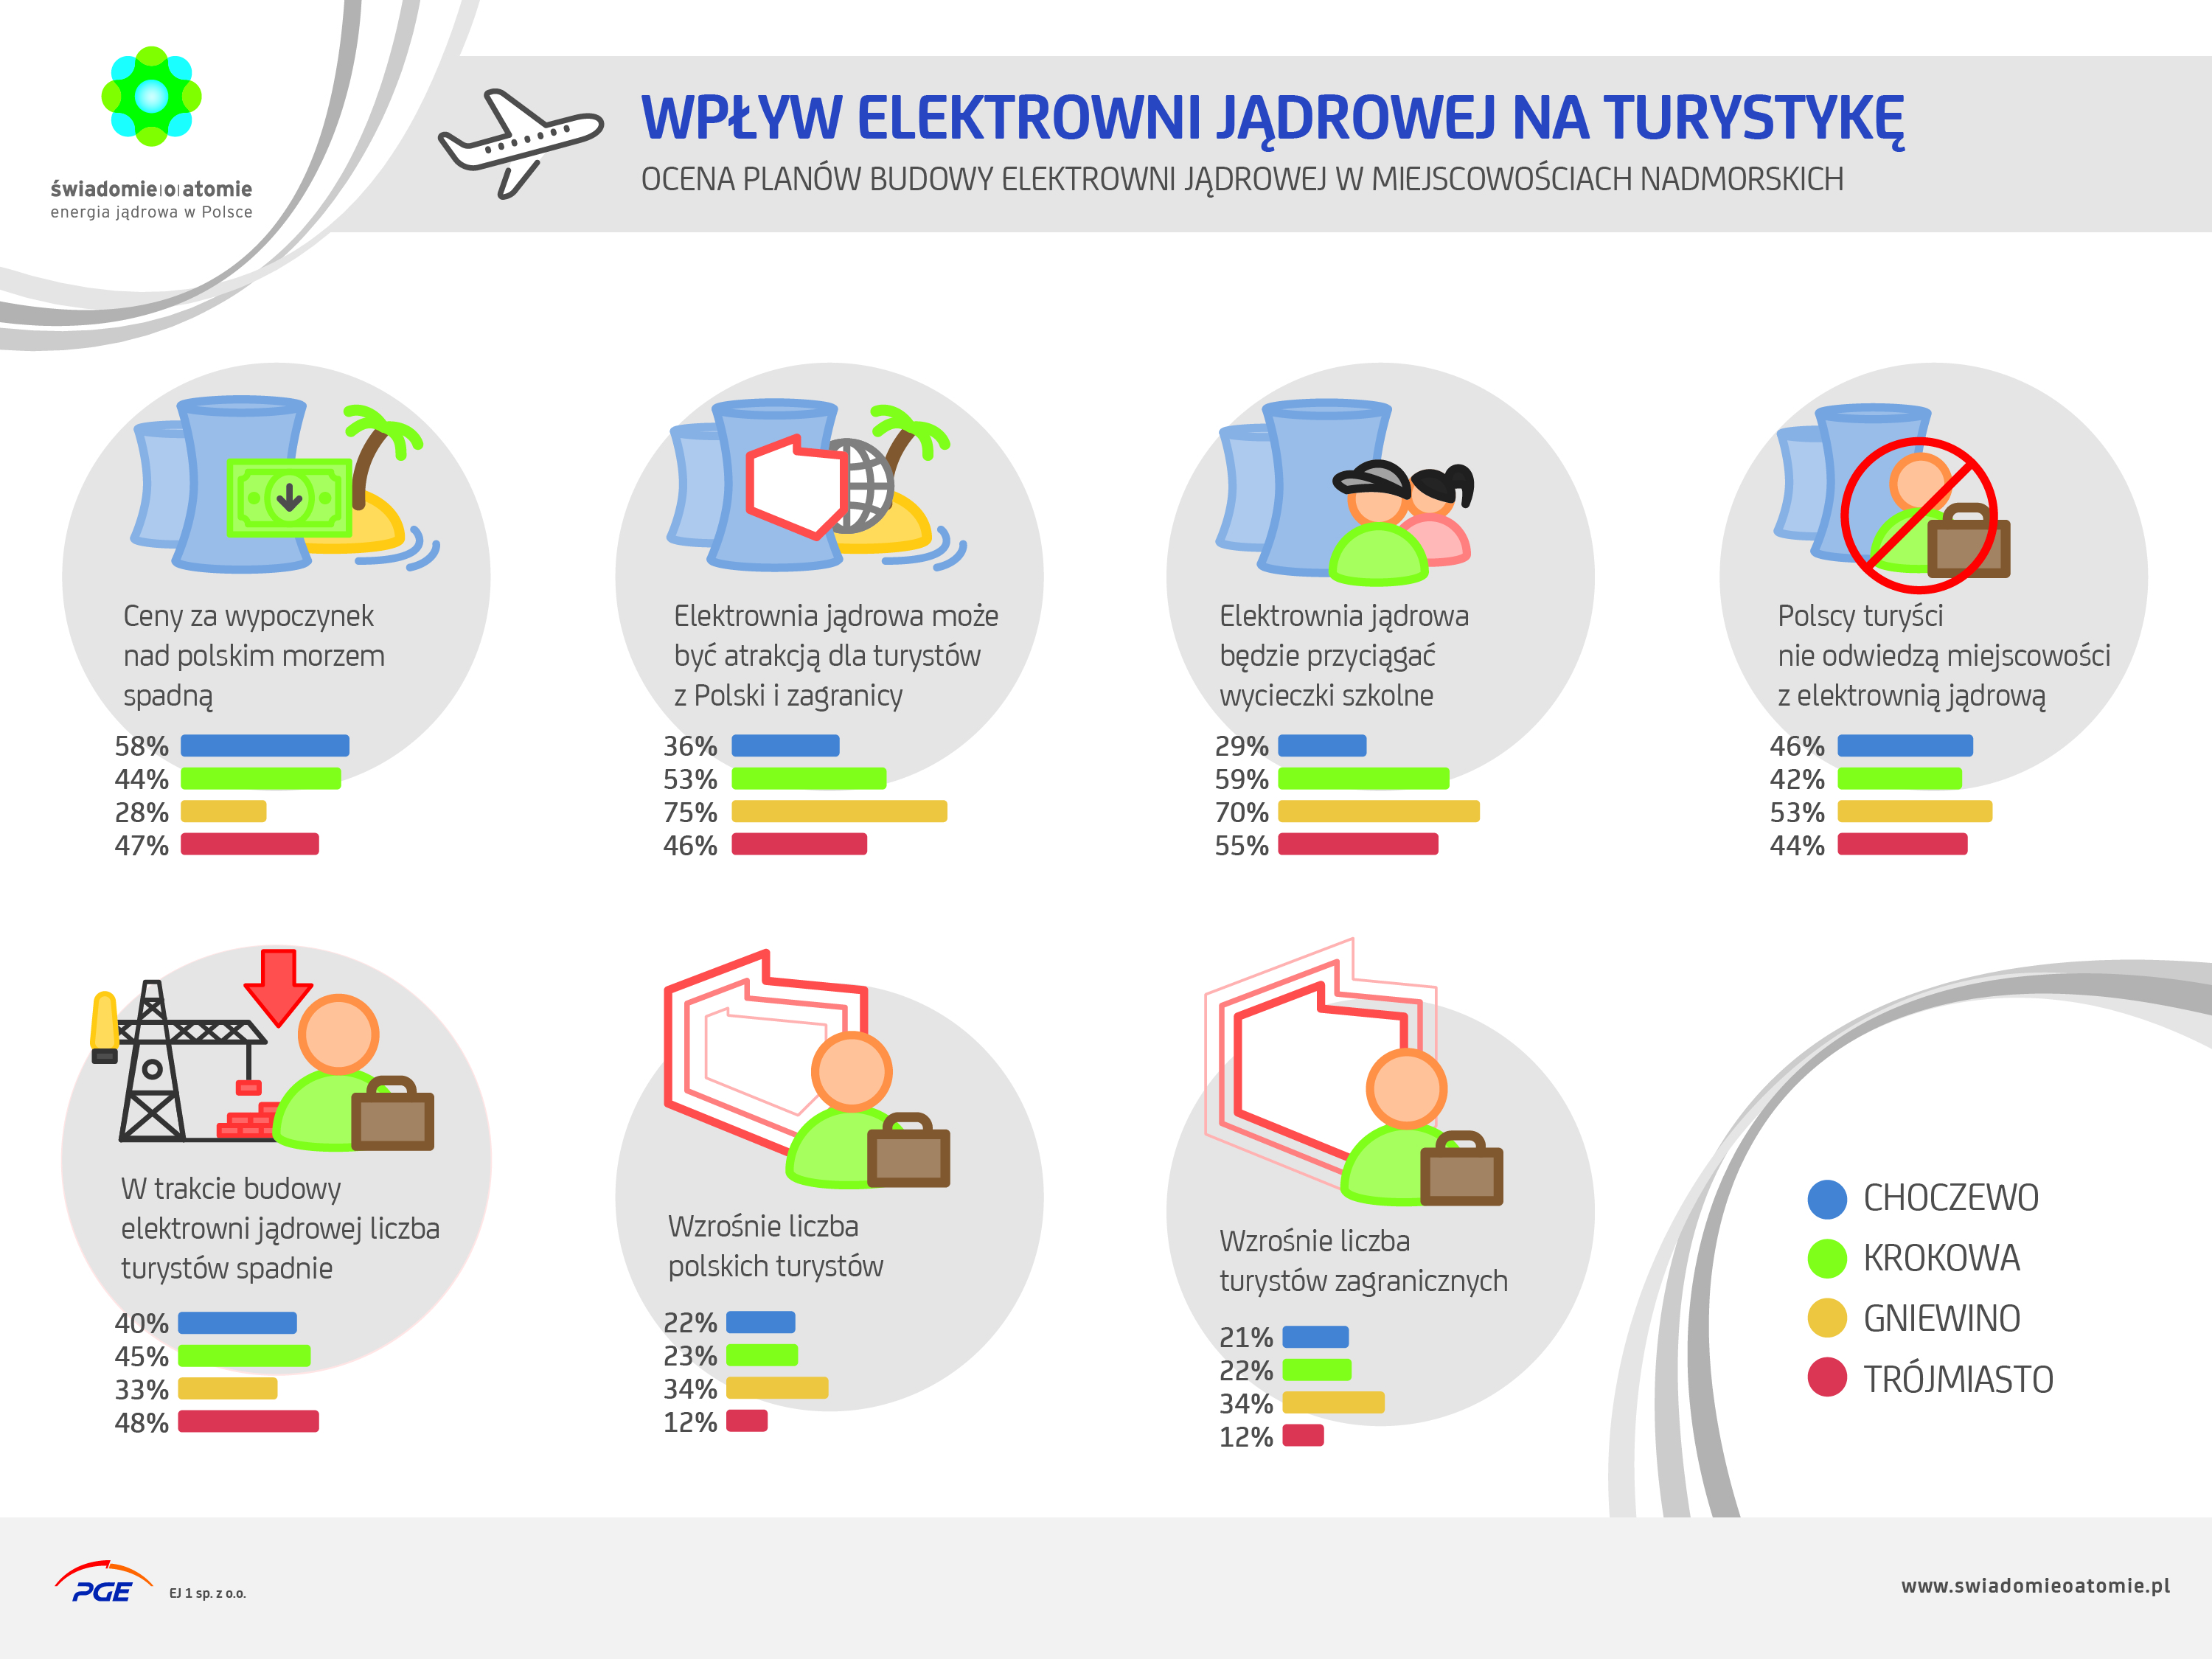 świadomie|o|atomie
energia jądrowa w Polsce
WPŁYW ELEKTROWNI JĄDROWEJ NA TURYSTYKĘ
OCENA PLANÓW BUDOWY ELEKTROWNI JĄDROWEJ W MIEJSCOWOŚCIACH NADMORSKICH
Ceny za wypoczynek
nad polskim morzem
spadną
58%
44%
28%
47%
Elektrownia jądrowa może
być atrakcją dla turystów
z Polski i zagranicy
36%
53%
75%
46%
Elektrownia jądrowa
będzie przyciągać
wycieczki szkolne
29%
59%
70%
55%
Polscy turyści
nie odwiedzą miejscowości
z elektrownią jądrową
46%
42%
53%
44%
W trakcie budowy
elektrowni jądrowej liczba
turystów spadnie
40%
45%
33%
48%
Wzrośnie liczba
polskich turystów
22%
23%
34%
12%
Wzrośnie liczba
turystów zagranicznych
21%
22%
34%
12%
CHOCZEWO
KROKOWA
GNIEWINO
TRÓJMIASTO
PGE
EJ 1 sp. z o.o.
www.swiadomieoatomie.pl